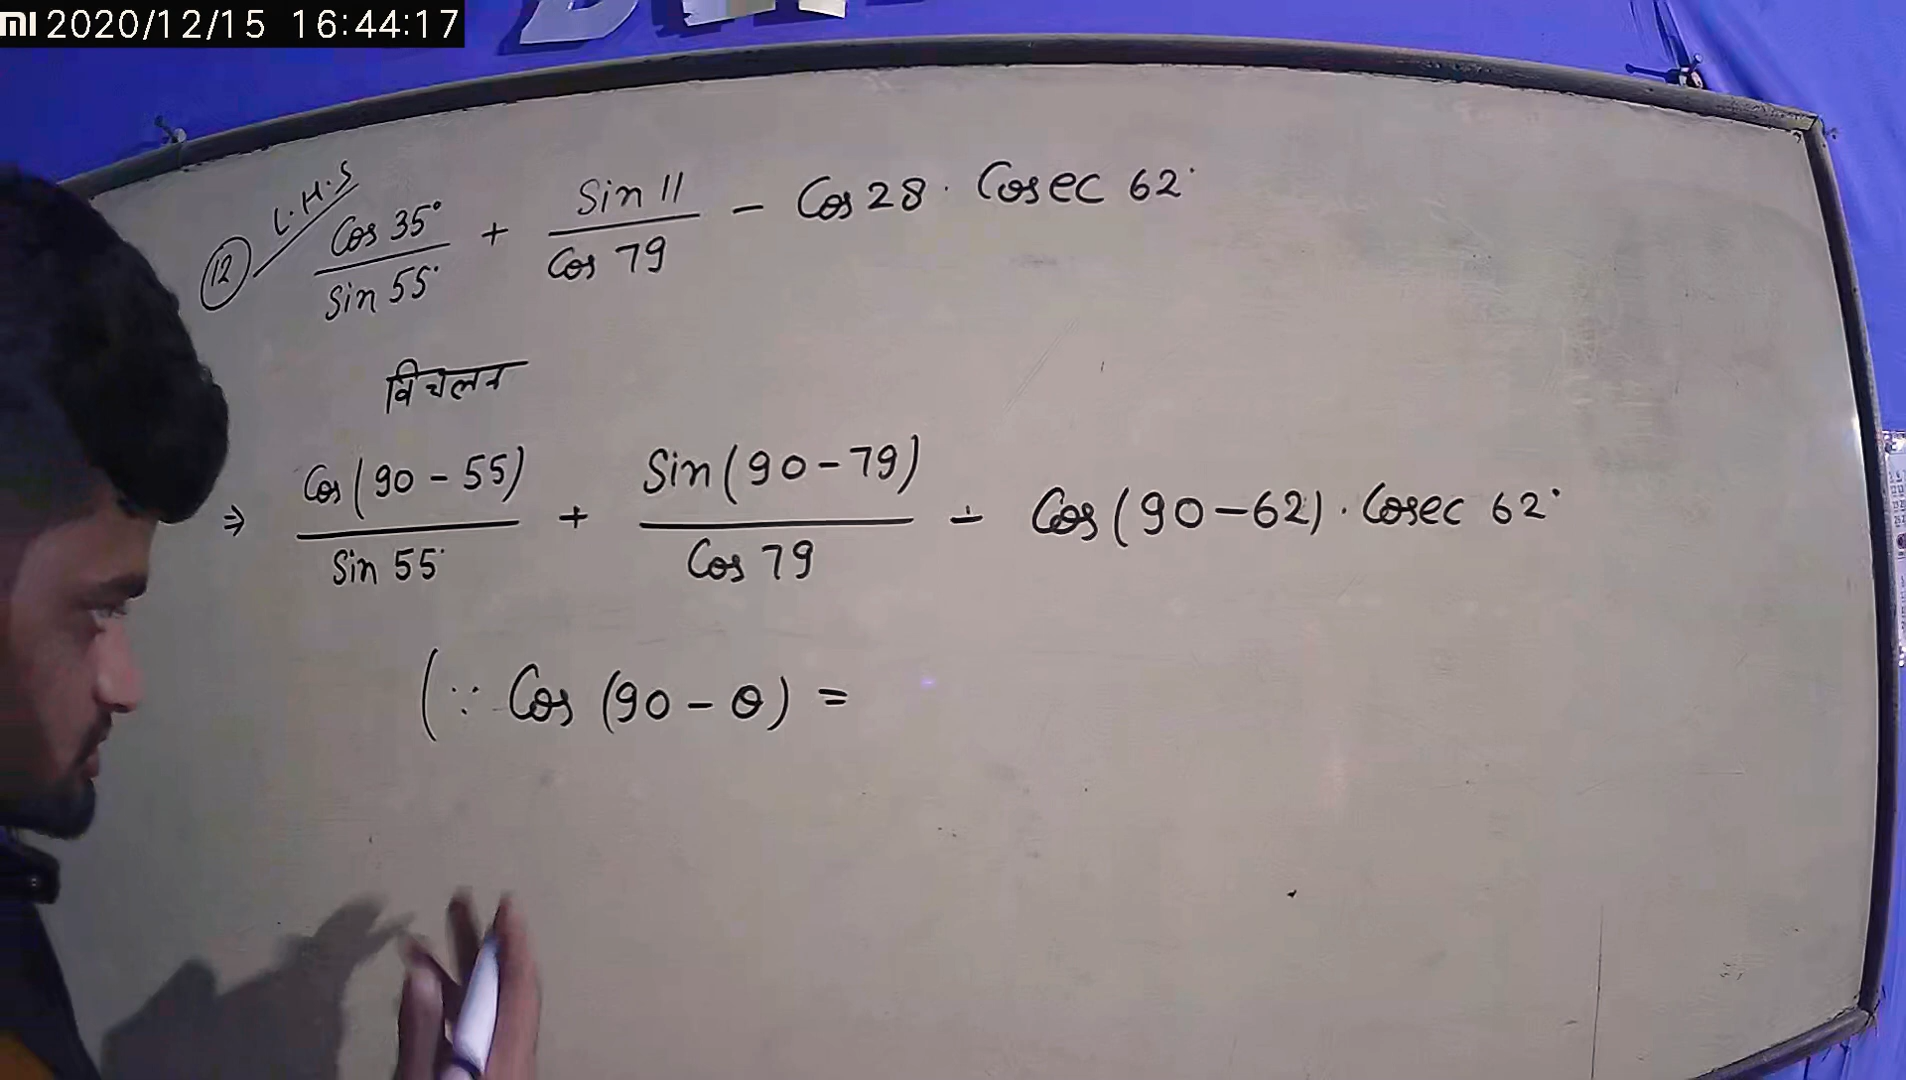 MI 2020/12/15 16:44:17
L.H.S
(12) Cos 35° / Sin 55° + Sin 11 / Cos 79 - Cos 28 · Cosec 62°
विचलन
⇒ Cos (90 - 55) / Sin 55° + Sin (90 - 79) / Cos 79 - Cos (90 - 62) · Cosec 62°
(∵ Cos (90 - θ) =